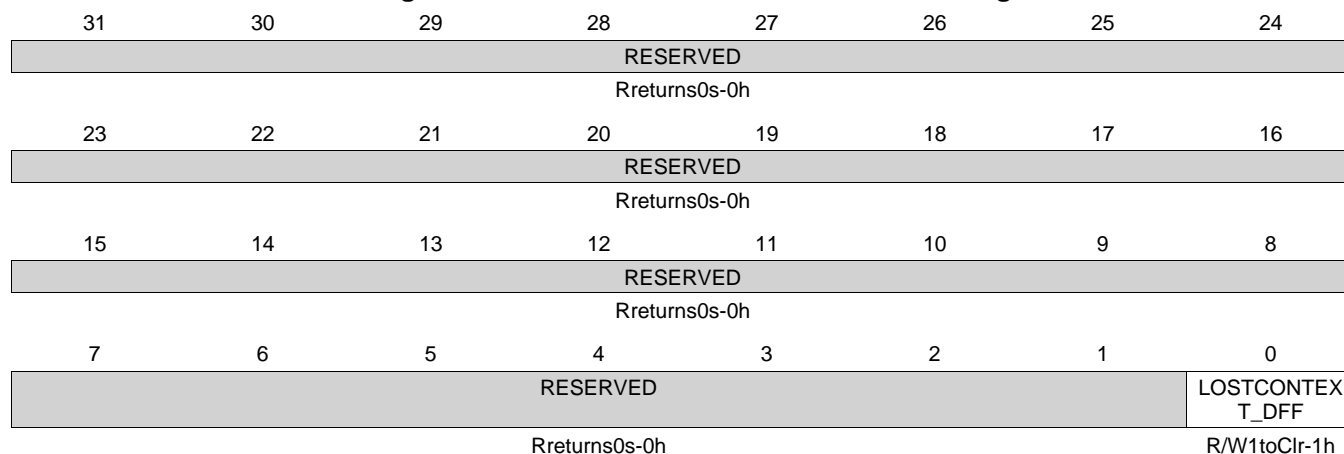 31 30 29 28 27 26 25 24
RESERVED
Rreturns0s-0h
23 22 21 20 19 18 17 16
RESERVED
Rreturns0s-0h
15 14 13 12 11 10 9 8
RESERVED
Rreturns0s-0h
7 6 5 4 3 2 1 0
RESERVED LOSTCONTEX
T_DFF
Rreturns0s-0h R/W1toClr-1h